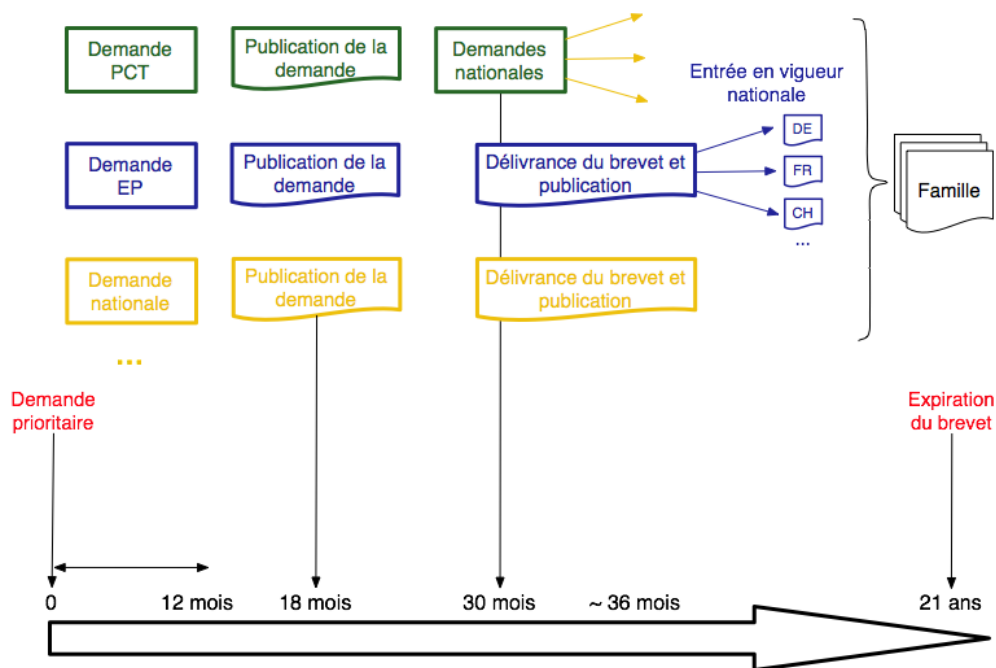 Demande
PCT
Publication de la
demande
Demandes
nationales
Entrée en vigueur
nationale
Demande
EP
Publication de la
demande
Délivrance du brevet et
publication
DE
FR
CH
...
Famille
Demande
nationale
Publication de la
demande
Délivrance du brevet et
publication
...
Demande
prioritaire
Expiration
du brevet
0
12 mois
18 mois
30 mois
~ 36 mois
21 ans